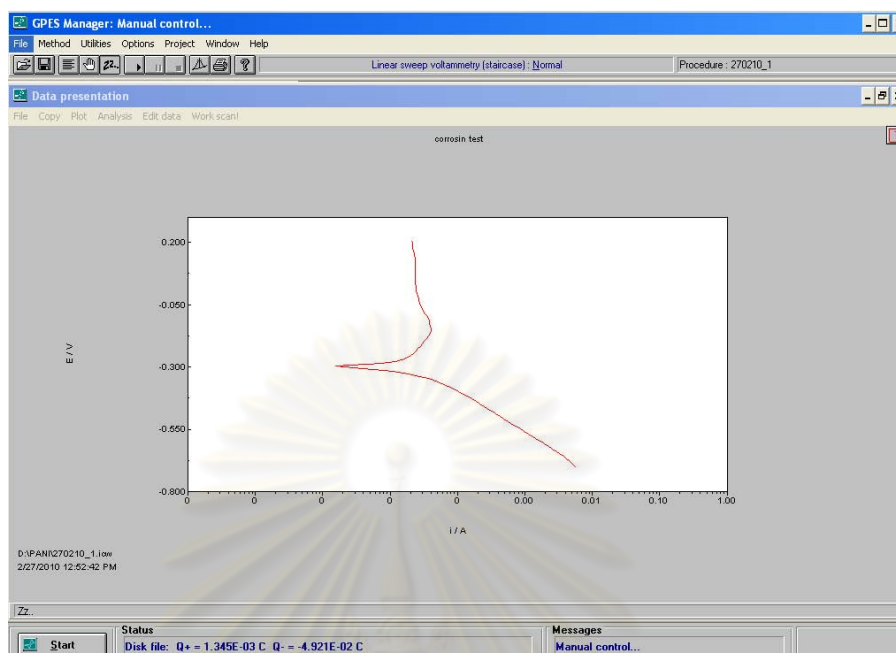 GPES Manager: Manual control...
File Method Utilities Options Project Window Help
Linear sweep voltammetry (staircase) : Normal
Procedure : 270210_1
Data presentation
File Copy Plot Analysis Edit data Work scan!
corrosin test
0.200
-0.050
-0.300
-0.550
-0.800
E / V
0 0 0 0 0 0.00 0.01 0.10 1.00
i / A
D:\PANI\270210_1.iow
2/27/2010 12:52:42 PM
Zz..
Start
Status
Disk file: Q+ = 1.345E-03 C Q- = -4.921E-02 C
Messages
Manual control...